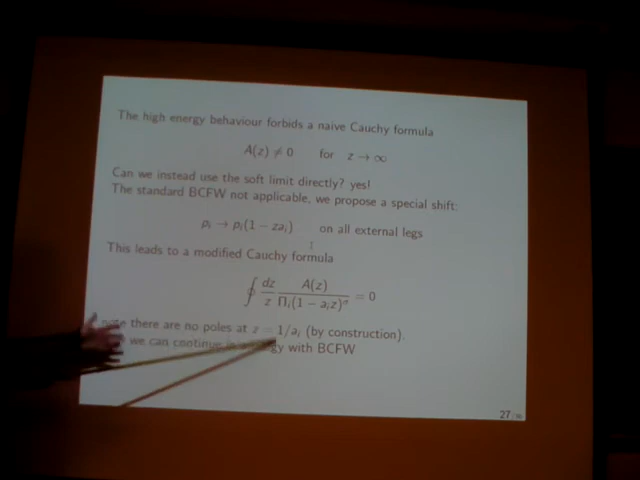 The high energy behaviour forbids a naive Cauchy formula
A(z) ≠ 0 for z → ∞
Can we instead use the soft limit directly? yes!
The standard BCFW not applicable, we propose a special shift:
p_i → p_i(1 − za_i) on all external legs
This leads to a modified Cauchy formula
∮ dz/z A(z)/Π_i(1 − a_i z)^σ = 0
note there are no poles at z = 1/a_i (by construction).
we can continue in with BCFW
27